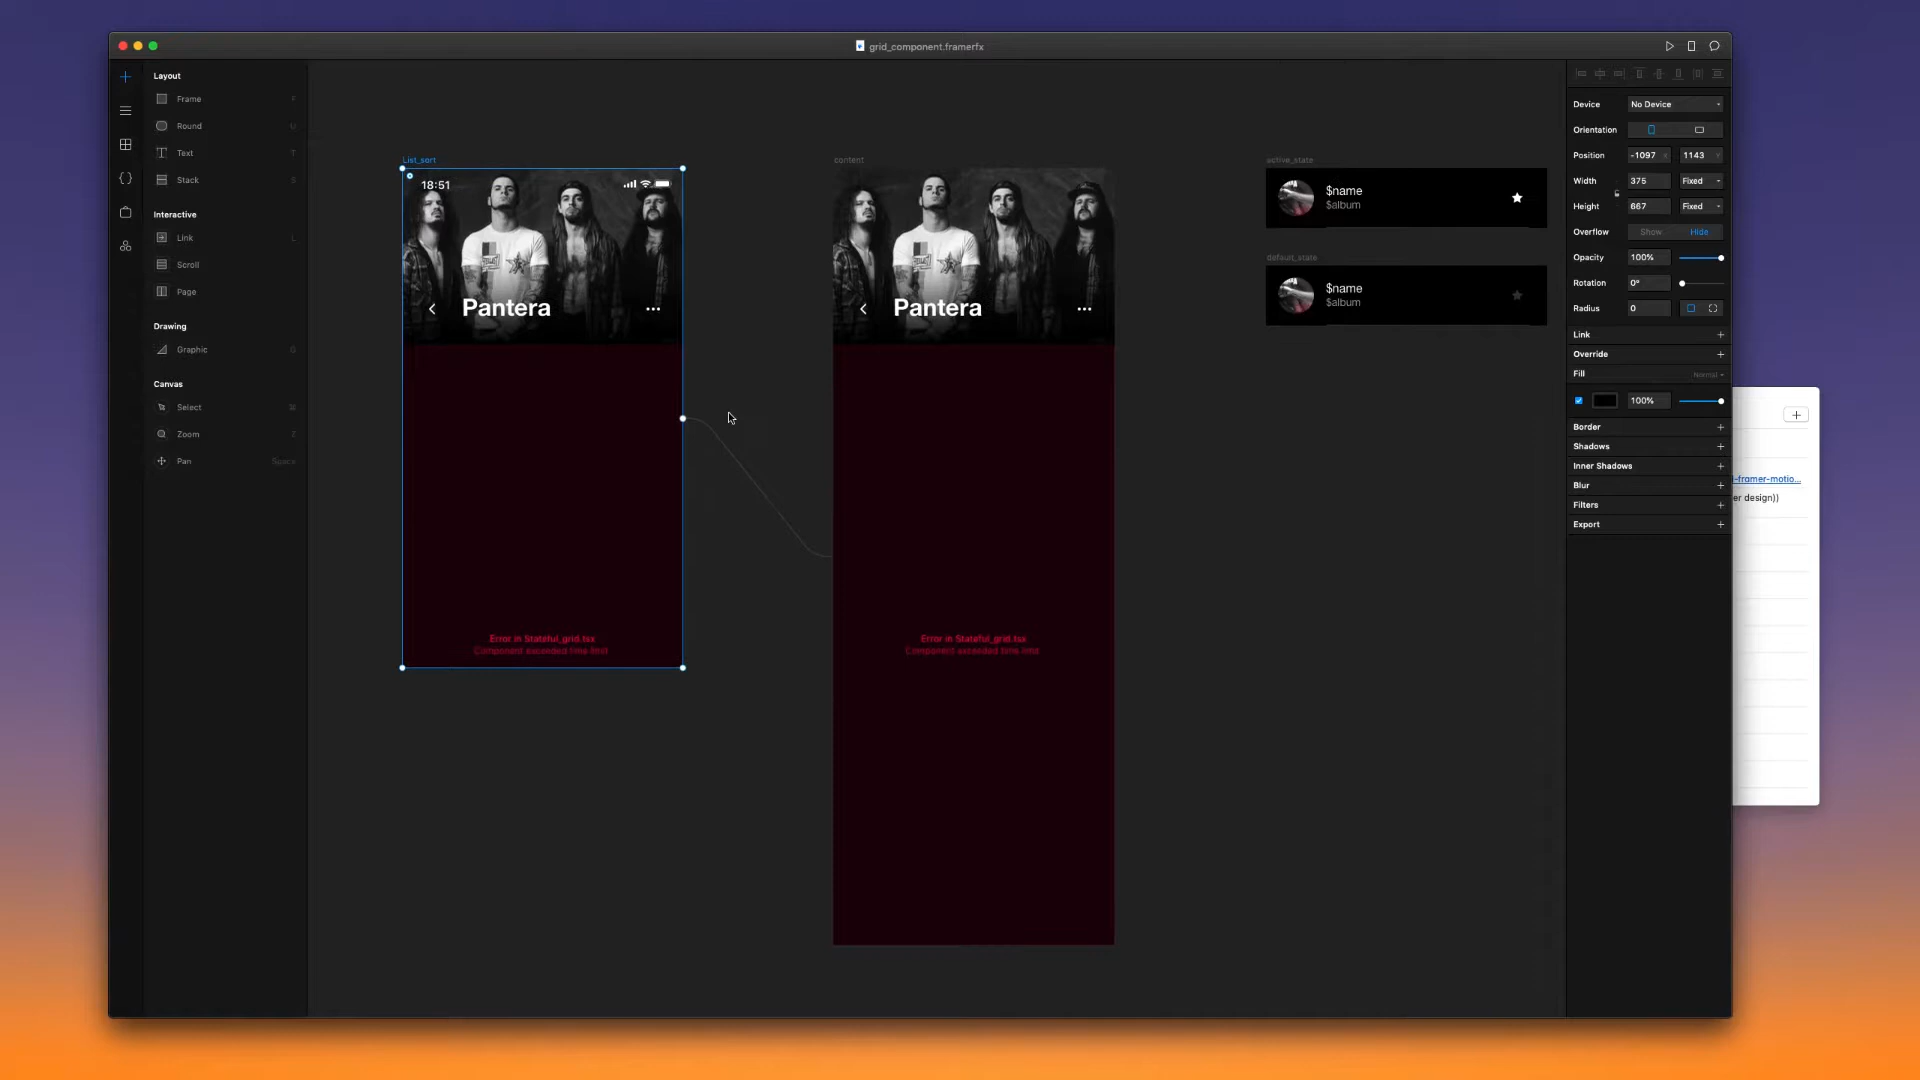 grid_component.framerfx
Layout
Frame F
Round O
Text T
Stack S
Interactive
Link L
Scroll
Page
Drawing
Graphic G
Canvas
Select ⌘
Zoom Z
Pan Space
List_sort
18:51
Pantera
Error in Stateful_grid.tsx
Component exceeded time limit
content
Pantera
Error in Stateful_grid.tsx
Component exceeded time limit
active_state
$name
$album
default_state
$name
$album
Device No Device
Orientation
Position -1097 X 1143 Y
Width 375 Fixed
Height 667 Fixed
Overflow Show Hide
Opacity 100%
Rotation 0°
Radius 0
Link
Override
Fill Normal
100%
Border
Shadows
Inner Shadows
Blur
Filters
Export
-framer-motio...
er design))